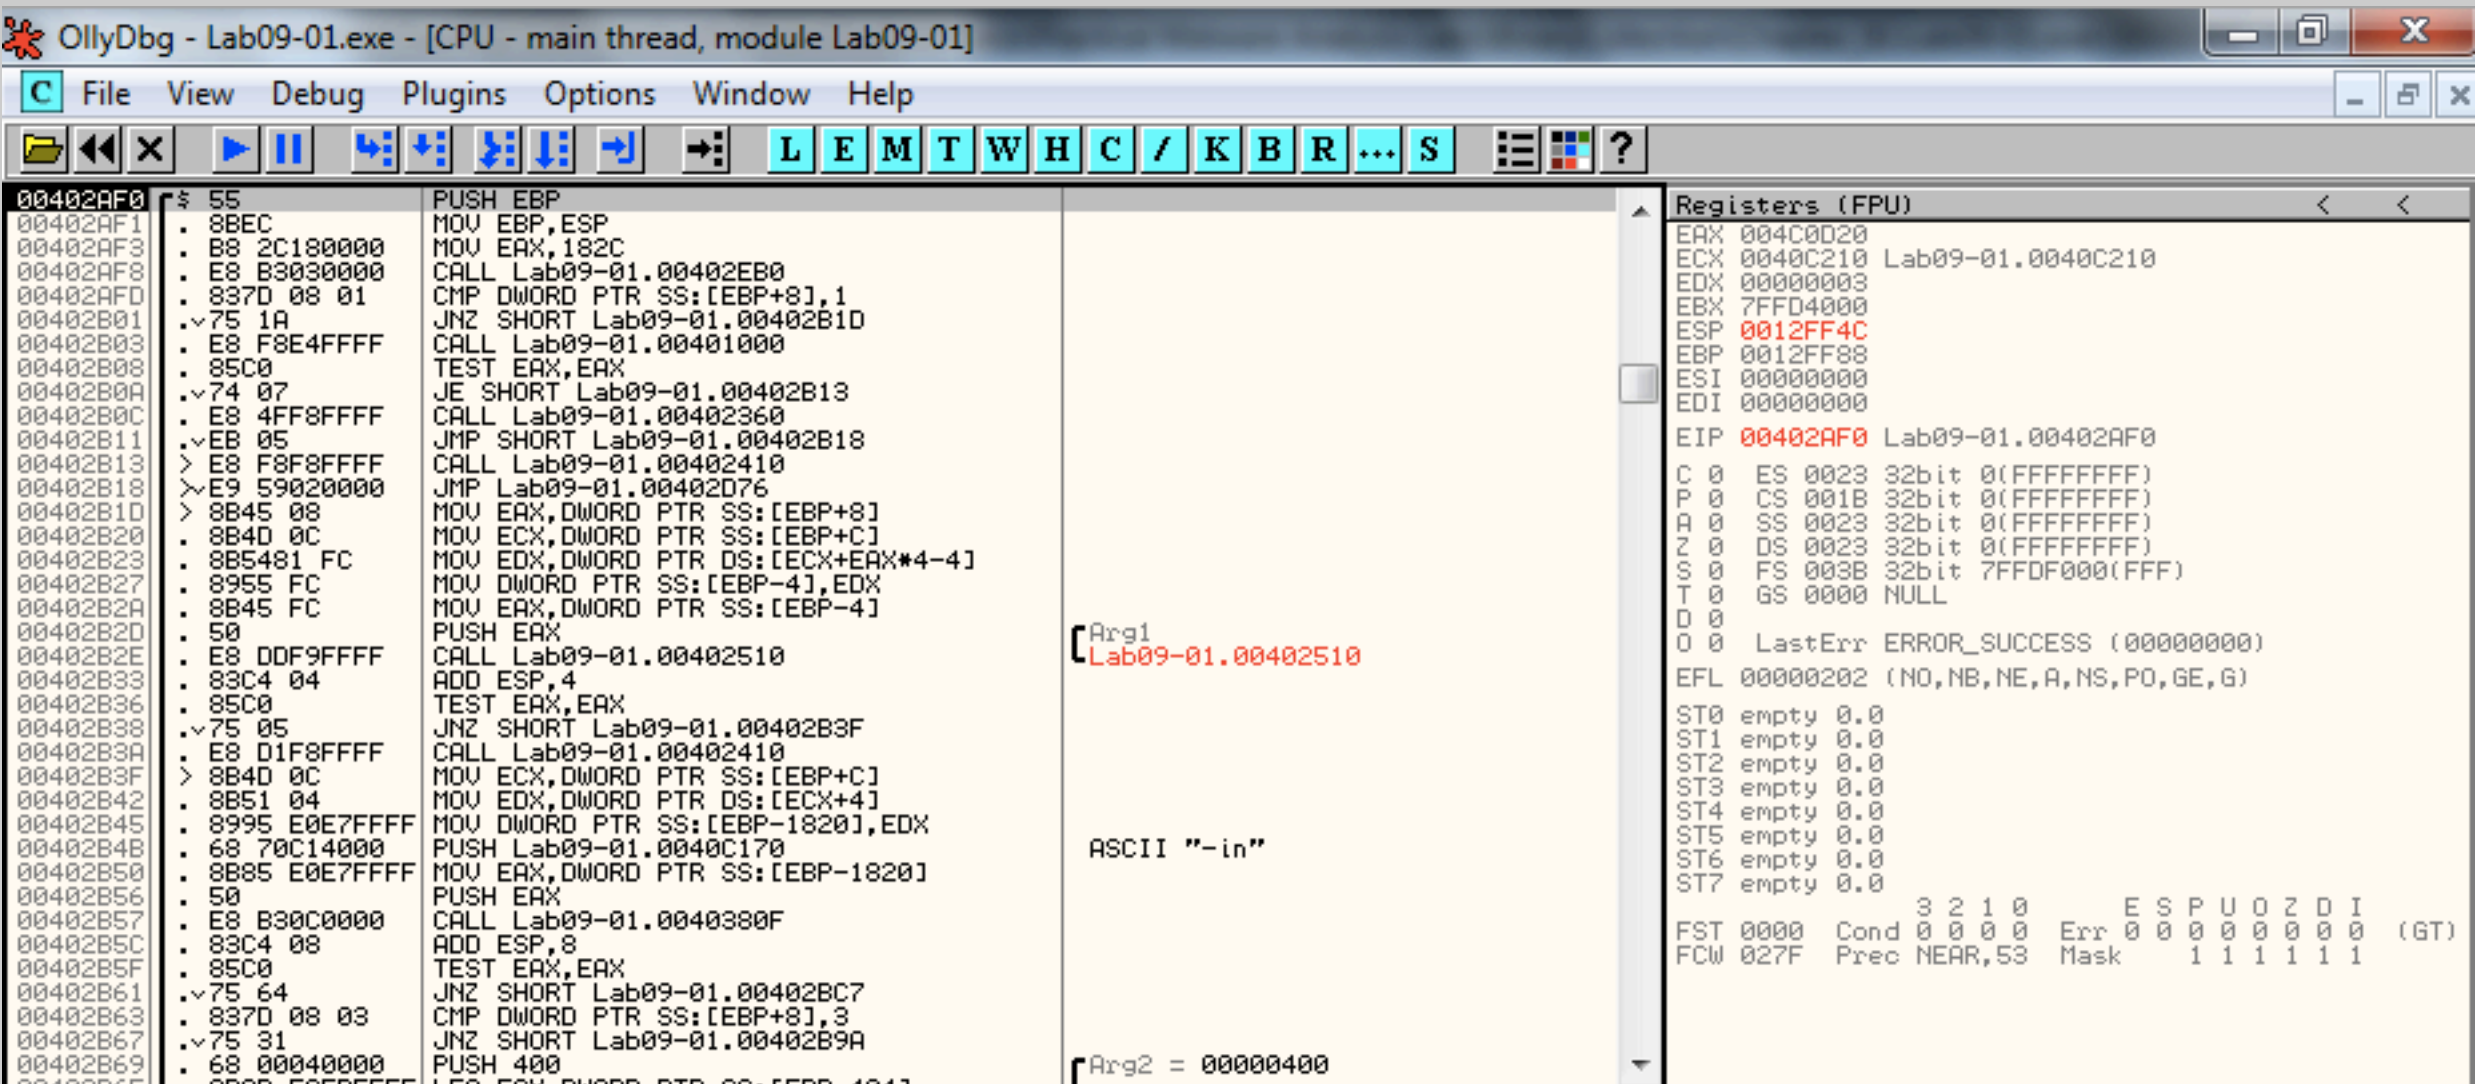 OllyDbg - Lab09-01.exe - [CPU - main thread, module Lab09-01]
C File View Debug Plugins Options Window Help
L E M T W H C / K B R ... S ?
00402AF0 $ 55 PUSH EBP
00402AF1 . 8BEC MOV EBP,ESP
00402AF3 . B8 2C180000 MOV EAX,182C
00402AF8 . E8 B3030000 CALL Lab09-01.00402EB0
00402AFD . 837D 08 01 CMP DWORD PTR SS:[EBP+8],1
00402B01 .v75 1A JNZ SHORT Lab09-01.00402B1D
00402B03 . E8 F8E4FFFF CALL Lab09-01.00401000
00402B08 . 85C0 TEST EAX,EAX
00402B0A .v74 07 JE SHORT Lab09-01.00402B13
00402B0C . E8 4FF8FFFF CALL Lab09-01.00402360
00402B11 .vEB 05 JMP SHORT Lab09-01.00402B18
00402B13 > E8 F8F8FFFF CALL Lab09-01.00402410
00402B18 >vE9 59020000 JMP Lab09-01.00402D76
00402B1D > 8B45 08 MOV EAX,DWORD PTR SS:[EBP+8]
00402B20 . 8B4D 0C MOV ECX,DWORD PTR SS:[EBP+C]
00402B23 . 8B5481 FC MOV EDX,DWORD PTR DS:[ECX+EAX*4-4]
00402B27 . 8955 FC MOV DWORD PTR SS:[EBP-4],EDX
00402B2A . 8B45 FC MOV EAX,DWORD PTR SS:[EBP-4]
00402B2D . 50 PUSH EAX Arg1
00402B2E . E8 DDF9FFFF CALL Lab09-01.00402510 Lab09-01.00402510
00402B33 . 83C4 04 ADD ESP,4
00402B36 . 85C0 TEST EAX,EAX
00402B38 .v75 05 JNZ SHORT Lab09-01.00402B3F
00402B3A . E8 D1F8FFFF CALL Lab09-01.00402410
00402B3F > 8B4D 0C MOV ECX,DWORD PTR SS:[EBP+C]
00402B42 . 8B51 04 MOV EDX,DWORD PTR DS:[ECX+4]
00402B45 . 8995 E0E7FFFF MOV DWORD PTR SS:[EBP-1820],EDX
00402B4B . 68 70C14000 PUSH Lab09-01.0040C170 ASCII "-in"
00402B50 . 8B85 E0E7FFFF MOV EAX,DWORD PTR SS:[EBP-1820]
00402B56 . 50 PUSH EAX
00402B57 . E8 B30C0000 CALL Lab09-01.0040380F
00402B5C . 83C4 08 ADD ESP,8
00402B5F . 85C0 TEST EAX,EAX
00402B61 .v75 64 JNZ SHORT Lab09-01.00402BC7
00402B63 . 837D 08 03 CMP DWORD PTR SS:[EBP+8],3
00402B67 .v75 31 JNZ SHORT Lab09-01.00402B9A
00402B69 . 68 00040000 PUSH 400 Arg2 = 00000400
Registers (FPU) < <
EAX 004C0D20
ECX 0040C210 Lab09-01.0040C210
EDX 00000003
EBX 7FFD4000
ESP 0012FF4C
EBP 0012FF88
ESI 00000000
EDI 00000000
EIP 00402AF0 Lab09-01.00402AF0
C 0 ES 0023 32bit 0(FFFFFFFF)
P 0 CS 001B 32bit 0(FFFFFFFF)
A 0 SS 0023 32bit 0(FFFFFFFF)
Z 0 DS 0023 32bit 0(FFFFFFFF)
S 0 FS 003B 32bit 7FFDF000(FFF)
T 0 GS 0000 NULL
D 0
O 0 LastErr ERROR_SUCCESS (00000000)
EFL 00000202 (NO,NB,NE,A,NS,PO,GE,G)
ST0 empty 0.0
ST1 empty 0.0
ST2 empty 0.0
ST3 empty 0.0
ST4 empty 0.0
ST5 empty 0.0
ST6 empty 0.0
ST7 empty 0.0
3 2 1 0 E S P U O Z D I
FST 0000 Cond 0 0 0 0 Err 0 0 0 0 0 0 0 0 (GT)
FCW 027F Prec NEAR,53 Mask 1 1 1 1 1 1